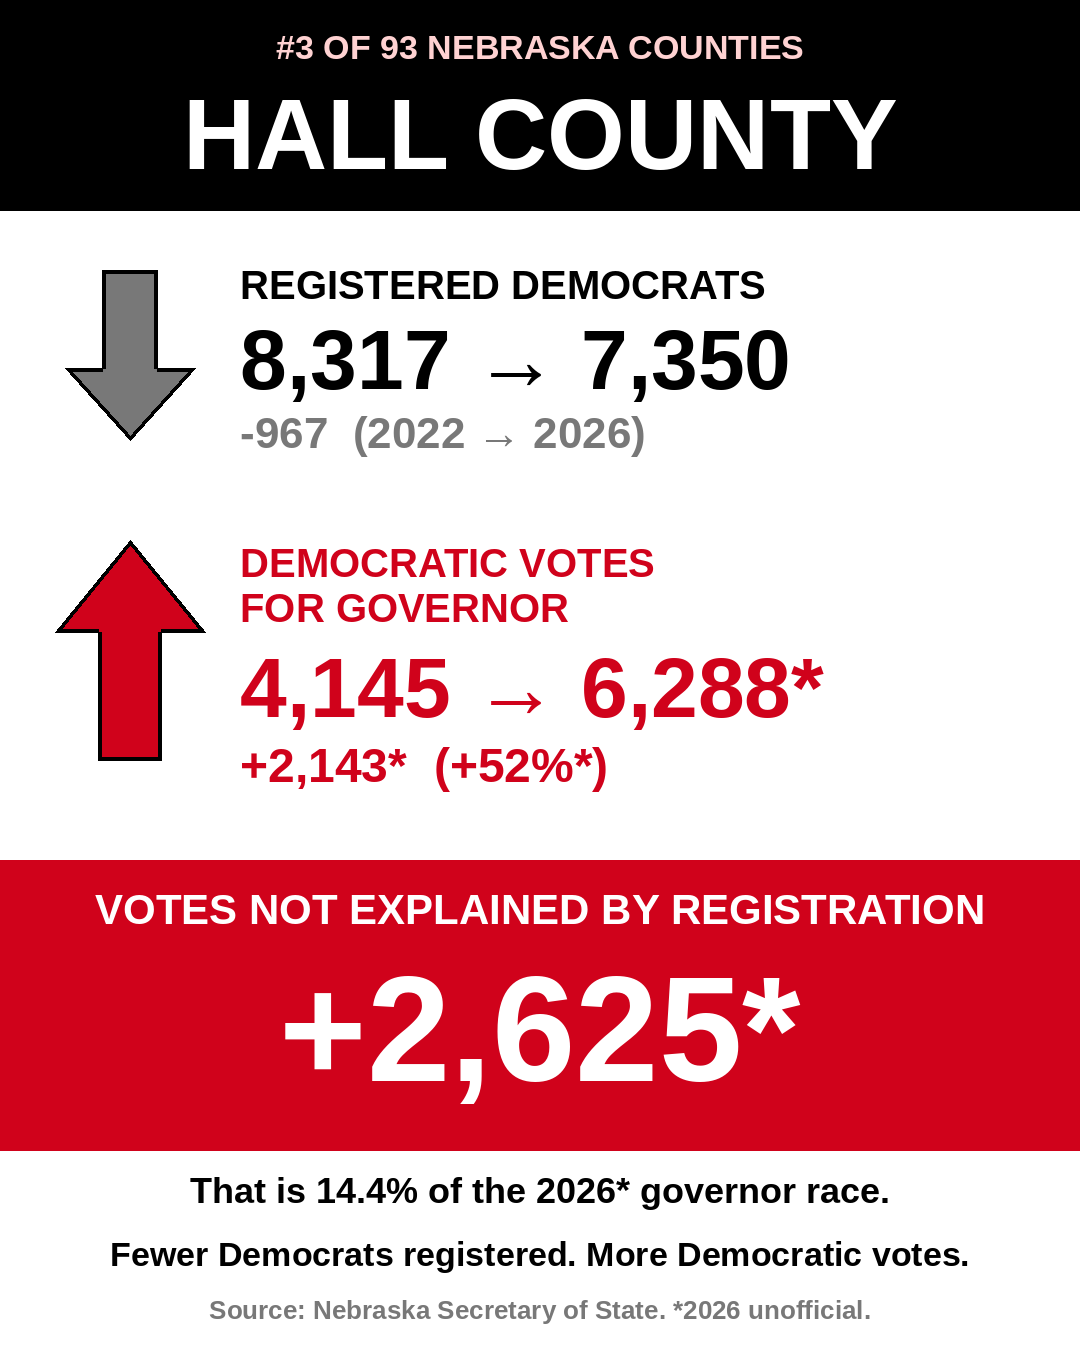 #3 OF 93 NEBRASKA COUNTIES
HALL COUNTY
REGISTERED DEMOCRATS
8,317 → 7,350
-967 (2022 → 2026)
DEMOCRATIC VOTES
FOR GOVERNOR
4,145 → 6,288*
+2,143* (+52%*)
VOTES NOT EXPLAINED BY REGISTRATION
+2,625*
That is 14.4% of the 2026* governor race.
Fewer Democrats registered. More Democratic votes.
Source: Nebraska Secretary of State. *2026 unofficial.